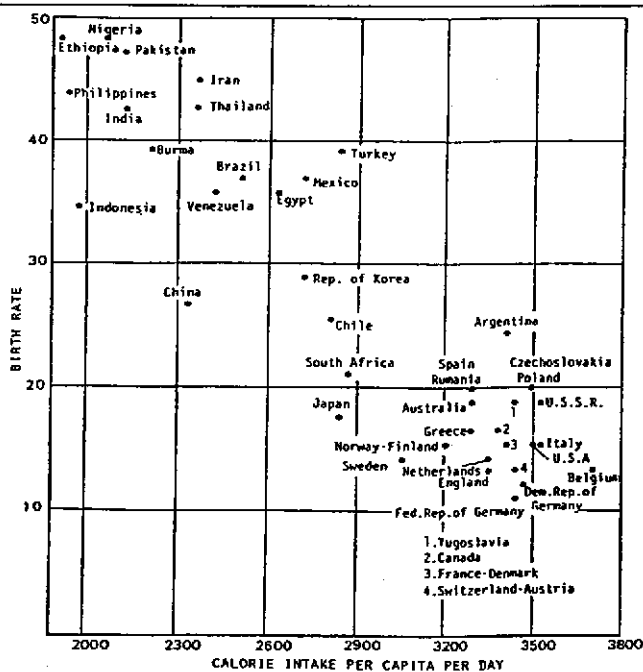 50
Nigeria
Ethiopia Pakistan
Iran
Philippines
Thailand
India
40
Burma
Turkey
Brazil
Mexico
Indonesia
Venezuela
Egypt
30
Rep. of Korea
China
Chile
Argentina
South Africa
Spain
Rumania
Czechoslovakia
Poland
20
Japan
Australia
1
U.S.S.R.
Greece
2
Norway-Finland
3
Italy
U.S.A
Sweden
Netherlands
England
4
Belgium
Dem.Rep.of
Germany
10
Fed.Rep.of Germany
1.Yugoslavia
2.Canada
3.France-Denmark
4.Switzerland-Austria
BIRTH RATE
2000 2300 2600 2900 3200 3500 3800
CALORIE INTAKE PER CAPITA PER DAY